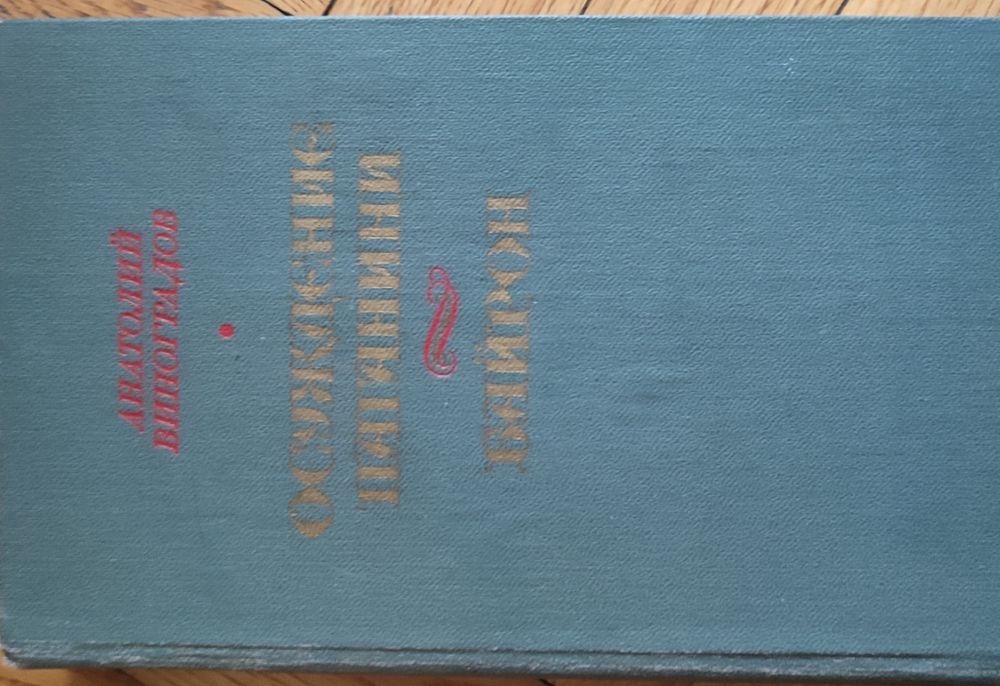 АНАТОЛИЙ
ВИНОГРАДОВ
ОСУЖДЕНИЕ
ПАГАНИНИ
БАЙРОН